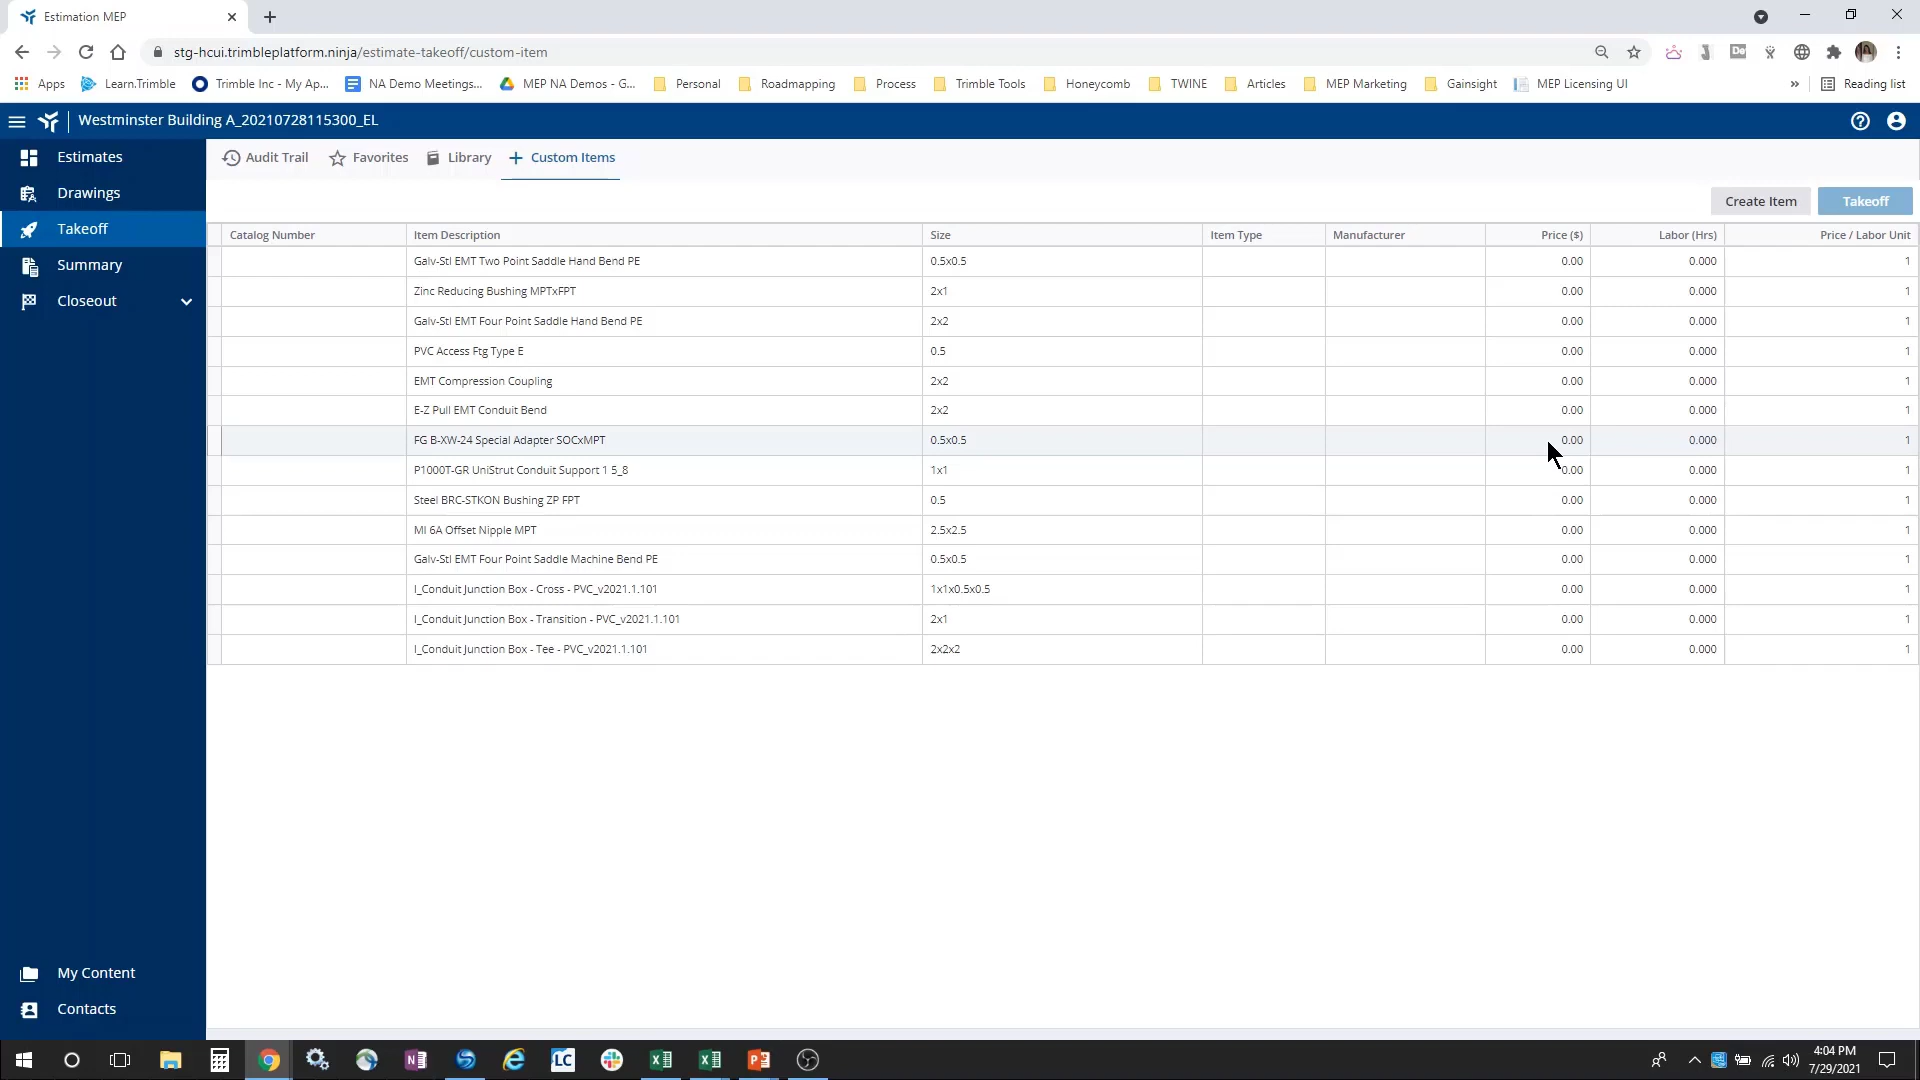 Estimation MEP
stg-hcui.trimbleplatform.ninja/estimate-takeoff/custom-item
Apps Learn.Trimble Trimble Inc - My Ap... NA Demo Meetings... MEP NA Demos - G... Personal Roadmapping Process Trimble Tools Honeycomb TWINE Articles MEP Marketing Gainsight MEP Licensing UI » Reading list
Westminster Building A_20210728115300_EL
Estimates
Drawings
Takeoff
Summary
Closeout
My Content
Contacts
Audit Trail Favorites Library Custom Items
Create Item Takeoff
Catalog Number Item Description Size Item Type Manufacturer Price ($) Labor (Hrs) Price / Labor Unit
Galv-Stl EMT Two Point Saddle Hand Bend PE 0.5x0.5 0.00 0.000 1
Zinc Reducing Bushing MPTxFPT 2x1 0.00 0.000 1
Galv-Stl EMT Four Point Saddle Hand Bend PE 2x2 0.00 0.000 1
PVC Access Ftg Type E 0.5 0.00 0.000 1
EMT Compression Coupling 2x2 0.00 0.000 1
E-Z Pull EMT Conduit Bend 2x2 0.00 0.000 1
FG B-XW-24 Special Adapter SOCxMPT 0.5x0.5 0.00 0.000 1
P1000T-GR UniStrut Conduit Support 1 5_8 1x1 0.00 0.000 1
Steel BRC-STKON Bushing ZP FPT 0.5 0.00 0.000 1
MI 6A Offset Nipple MPT 2.5x2.5 0.00 0.000 1
Galv-Stl EMT Four Point Saddle Machine Bend PE 0.5x0.5 0.00 0.000 1
I_Conduit Junction Box - Cross - PVC_v2021.1.101 1x1x0.5x0.5 0.00 0.000 1
I_Conduit Junction Box - Transition - PVC_v2021.1.101 2x1 0.00 0.000 1
I_Conduit Junction Box - Tee - PVC_v2021.1.101 2x2x2 0.00 0.000 1
LC
4:04 PM
7/29/2021